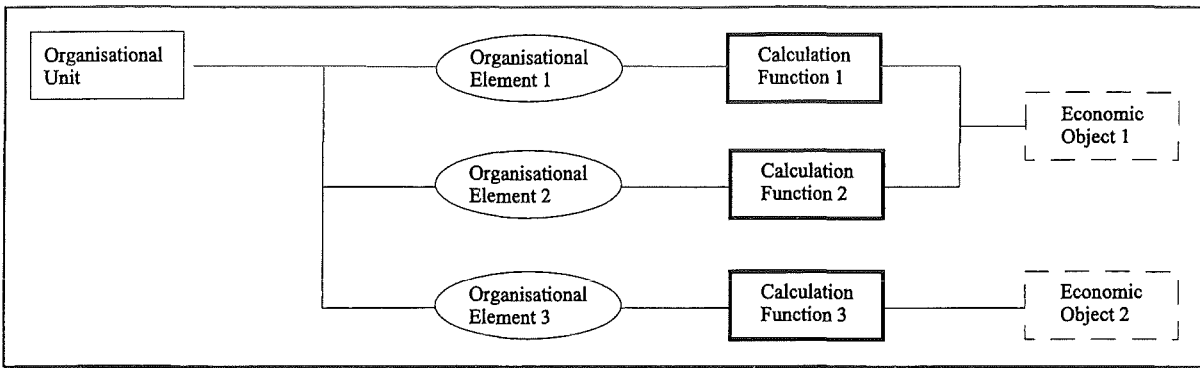 Organisational
Unit
Organisational
Element 1
Calculation
Function 1
Economic
Object 1
Organisational
Element 2
Calculation
Function 2
Organisational
Element 3
Calculation
Function 3
Economic
Object 2